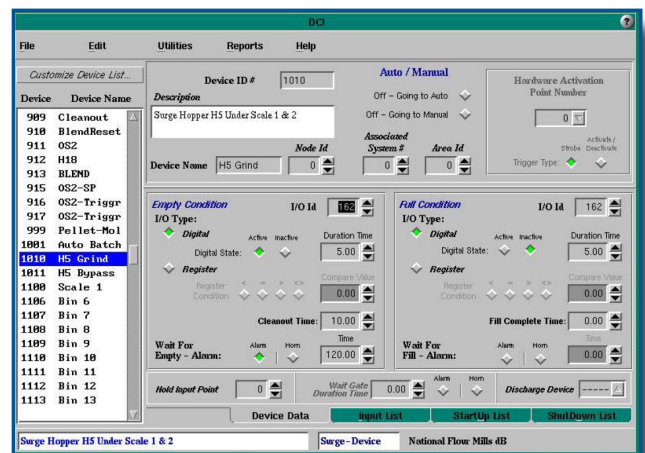 DCI
?
File Edit Utilities Reports Help
Customize Device List...
Device Device Name
909 Cleanout
910 BlendReset
911 OS2
912 H18
913 BLEND
915 OS2-SP
916 OS2-Triggr
917 OS2-Triggr
999 Pellet-Mol
1001 Auto Batch
1010 H5 Grind
1011 H5 Bypass
1100 Scale 1
1106 Bin 6
1107 Bin 7
1108 Bin 8
1109 Bin 9
1110 Bin 10
1111 Bin 11
1112 Bin 12
1113 Bin 13
Device ID # 1010
Description
Surge Hopper H5 Under Scale 1 & 2
Device Name H5 Grind
Node Id
0
Auto / Manual
Off - Going to Auto
Off - Going to Manual
Associated
System # Area Id
0 0
Hardware Activation
Point Number
0
Activate /
Strobe Deactivate
Trigger Type:
Empty Condition I/O Id 162
I/O Type:
Digital Active Inactive Duration Time
Digital State: 5.00
Register Compare Value
Register < = > <>
Condition 0.00
Cleanout Time: 10.00
Wait For Alarm Horn Time
Empty - Alarm: 120.00
Full Condition I/O Id 162
I/O Type:
Digital Active Inactive Duration Time
Digital State: 5.00
Register Compare Value
Register < = > <>
Condition 0.00
Fill Complete Time: 0.00
Wait For Alarm Horn Time
Fill - Alarm: 0.00
Hold Input Point 0
Wait Gate
Duration Time 0.00 Alarm Horn
Discharge Device -----
Device Data Input List StartUp List ShutDown List
Surge Hopper H5 Under Scale 1 & 2 Surge-Device National Flour Mills dB